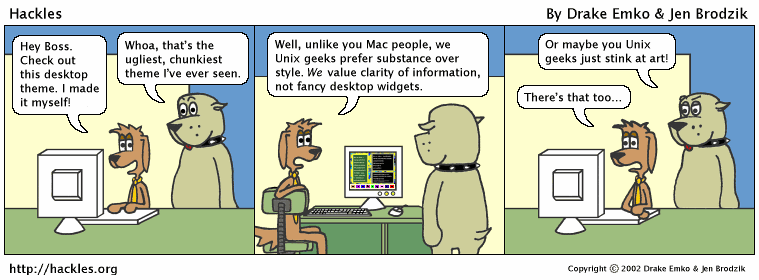 Hackles
By Drake Emko & Jen Brodzik
Hey Boss.
Check out
this desktop
theme. I made
it myself!
Whoa, that's the
ugliest, chunkiest
theme I've ever seen.
Well, unlike you Mac people, we
Unix geeks prefer substance over
style. We value clarity of information,
not fancy desktop widgets.
Or maybe you Unix
geeks just stink at art!
There's that too...
http://hackles.org
Copyright © 2002 Drake Emko & Jen Brodzik